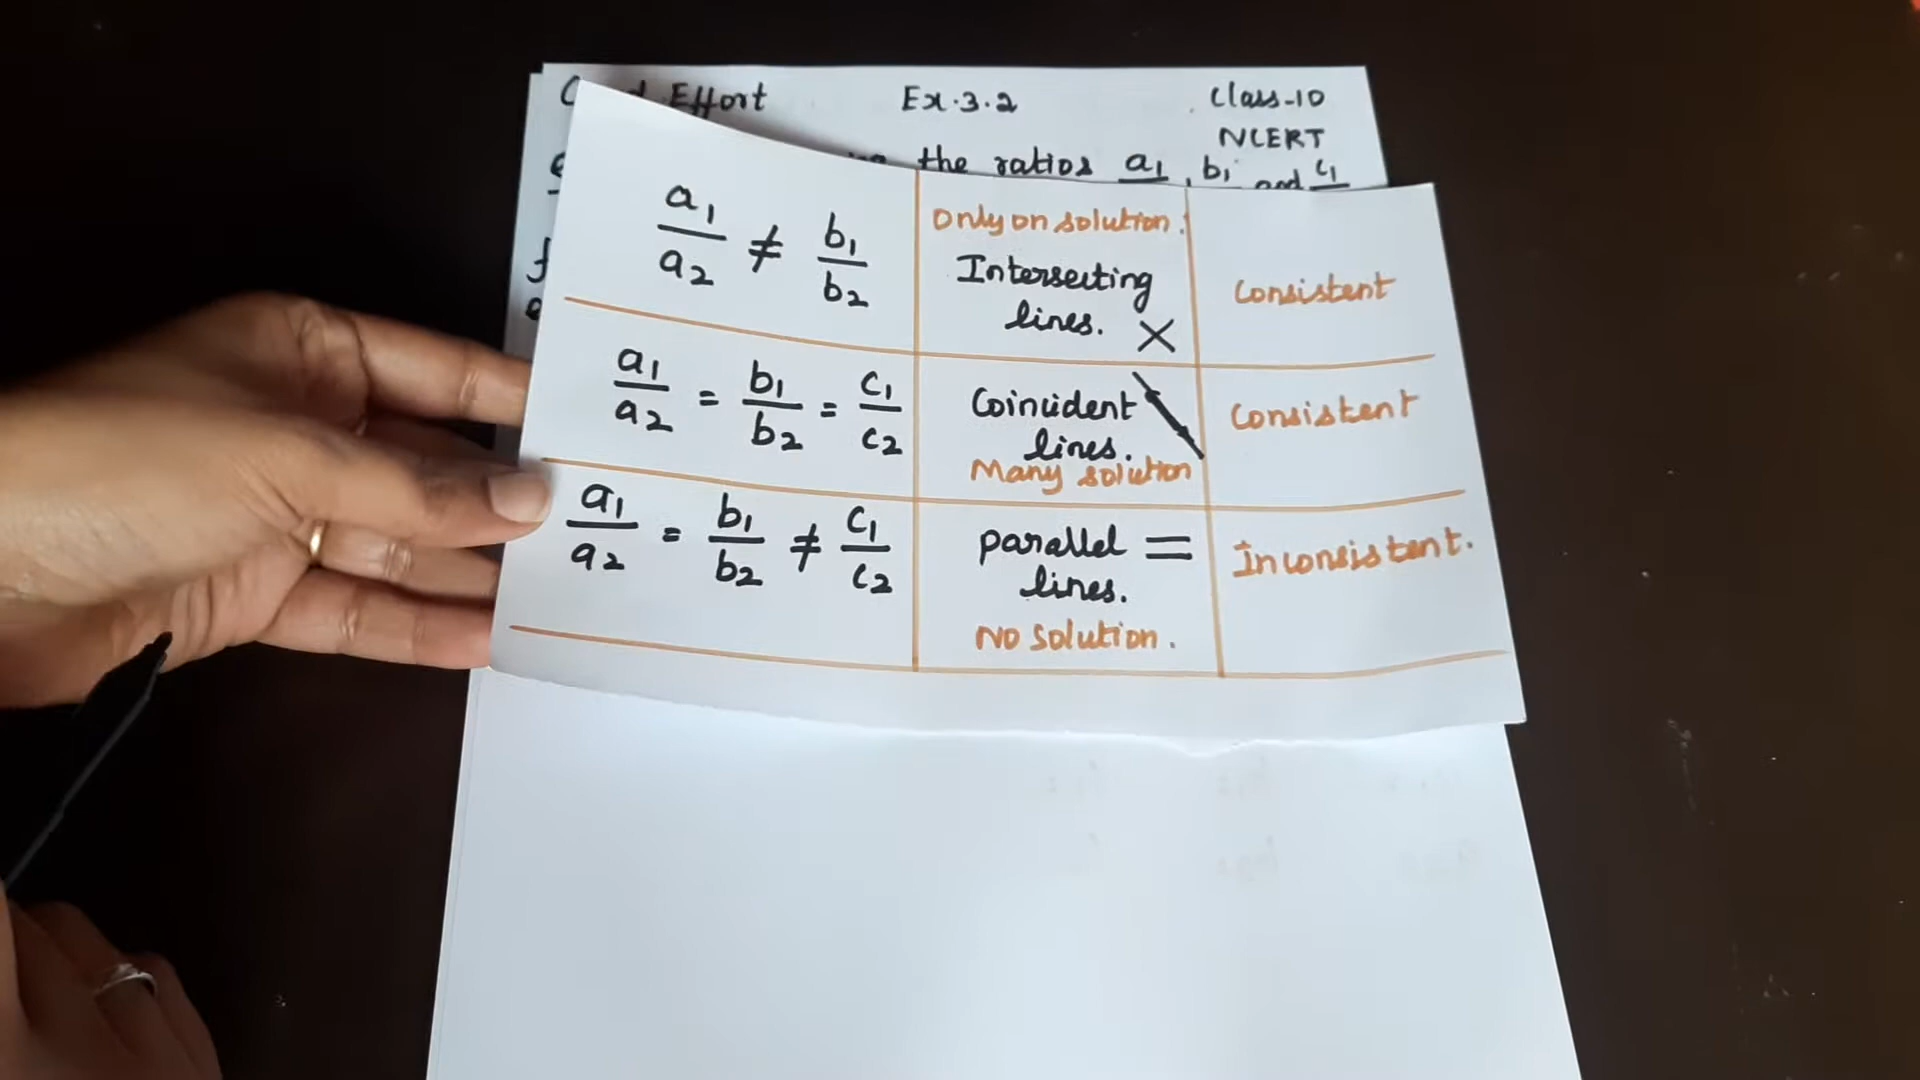 Effort Ex.3.2 Class-10
NCERT
the ratios a1, b1 and c1
a1/a2 ≠ b1/b2
Only on solution.
Intersecting
lines.
Consistent
a1/a2 = b1/b2 = c1/c2
Coincident
lines.
Many solution
Consistent
a1/a2 = b1/b2 ≠ c1/c2
parallel
lines.
No solution.
Inconsistent.